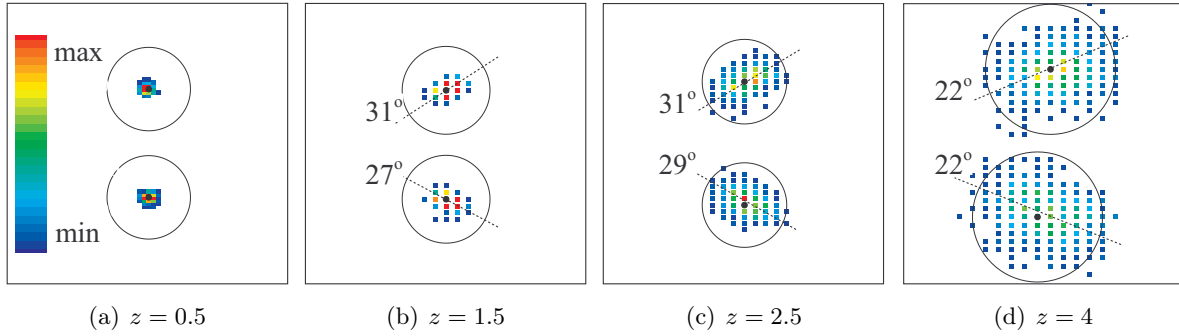 max
min
31°
27°
31°
29°
22°
22°
(a) z = 0.5
(b) z = 1.5
(c) z = 2.5
(d) z = 4